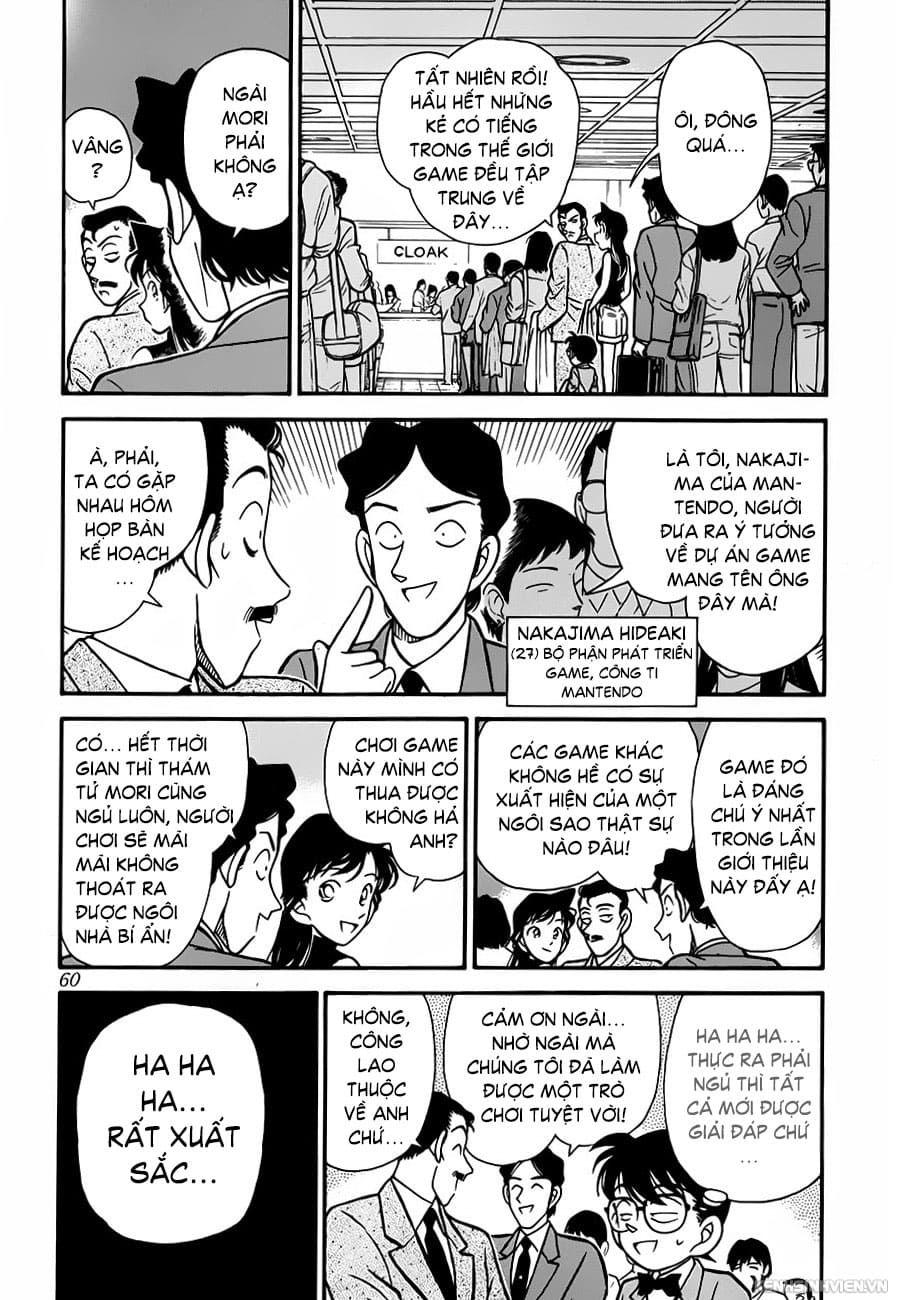 ÔI, ĐÔNG
QUÁ...
TẤT NHIÊN RỒI!
HẦU HẾT NHỮNG
KẺ CÓ TIẾNG
TRONG THẾ GIỚI
GAME ĐỀU TẬP
TRUNG VỀ
ĐÂY...
CLOAK
NGÀI
MORI
PHẢI
KHÔNG
Ạ?
VÂNG
?
LÀ TÔI, NAKAJI-
MA CỦA MAN-
TENDO, NGƯỜI
ĐƯA RA Ý TƯỚNG
VỀ DỰ ÁN GAME
MANG TÊN ÔNG
ĐÂY MÀ!
NAKAJIMA HIDEAKI
(27) BỘ PHẬN PHÁT TRIỂN
GAME, CÔNG TI
MANTENDO
À, PHẢI,
TA CÓ GẶP
NHAU HÔM
HỌP BÀN
KẾ HOẠCH
...
GAME ĐÓ
LÀ ĐÁNG
CHÚ Ý NHẤT
TRONG LẦN
GIỚI THIỆU
NÀY ĐẤY Ạ!
CÁC GAME KHÁC
KHÔNG HỀ CÓ SỰ
XUẤT HIỆN CỦA MỘT
NGÔI SAO THẬT SỰ
NÀO ĐÂU!
CHƠI GAME
NÀY MÌNH CÓ
THUA ĐƯỢC
KHÔNG HẢ
ANH?
CÓ... HẾT THỜI
GIAN THÌ THÁM
TỬ MORI CŨNG
NGỦ LUÔN, NGƯỜI
CHƠI SẼ MÃI
MÃI KHÔNG
THOÁT RA
ĐƯỢC NGÔI
NHÀ BÍ ẨN!
60
HA HA HA...
THỰC RA PHẢI
NGỦ THÌ TẤT
CẢ MỚI ĐƯỢC
GIẢI ĐÁP CHỨ
...
CẢM ƠN NGÀI...
NHỜ NGÀI MÀ
CHÚNG TÔI ĐÃ LÀM
ĐƯỢC MỘT TRÒ
CHƠI TUYỆT VỜI!
KHÔNG,
CÔNG
LAO
THUỘC
VỀ ANH
CHỨ...
HA HA
HA...
RẤT XUẤT
SẮC...